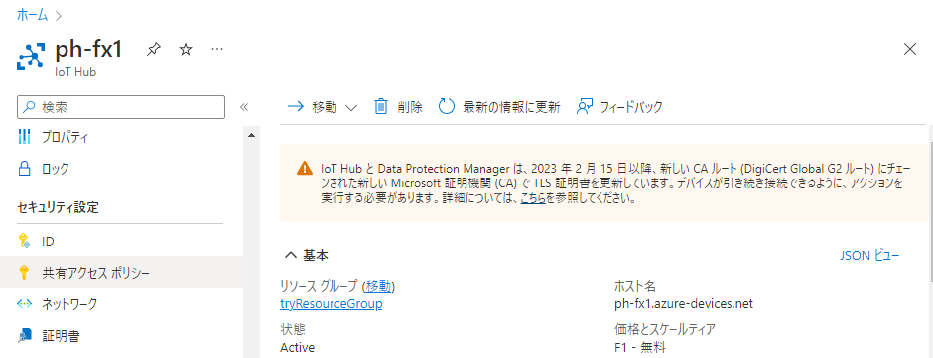 ホーム
ph-fx1
IoT Hub
検索
移動
削除
最新の情報に更新
フィードバック
プロパティ
ロック
セキュリティ設定
ID
共有アクセス ポリシー
ネットワーク
証明書
IoT Hub と Data Protection Manager は、2023 年 2 月 15 日以降、新しい CA ルート (DigiCert Global G2 ルート) にチェー
ンされた新しい Microsoft 証明機関 (CA) で TLS 証明書を更新しています。デバイスが引き続き接続できるように、アクションを
実行する必要があります。詳細については、こちらを参照してください。
基本
JSON ビュー
リソース グループ (移動)
tryResourceGroup
ホスト名
ph-fx1.azure-devices.net
状態
Active
価格とスケールティア
F1 - 無料